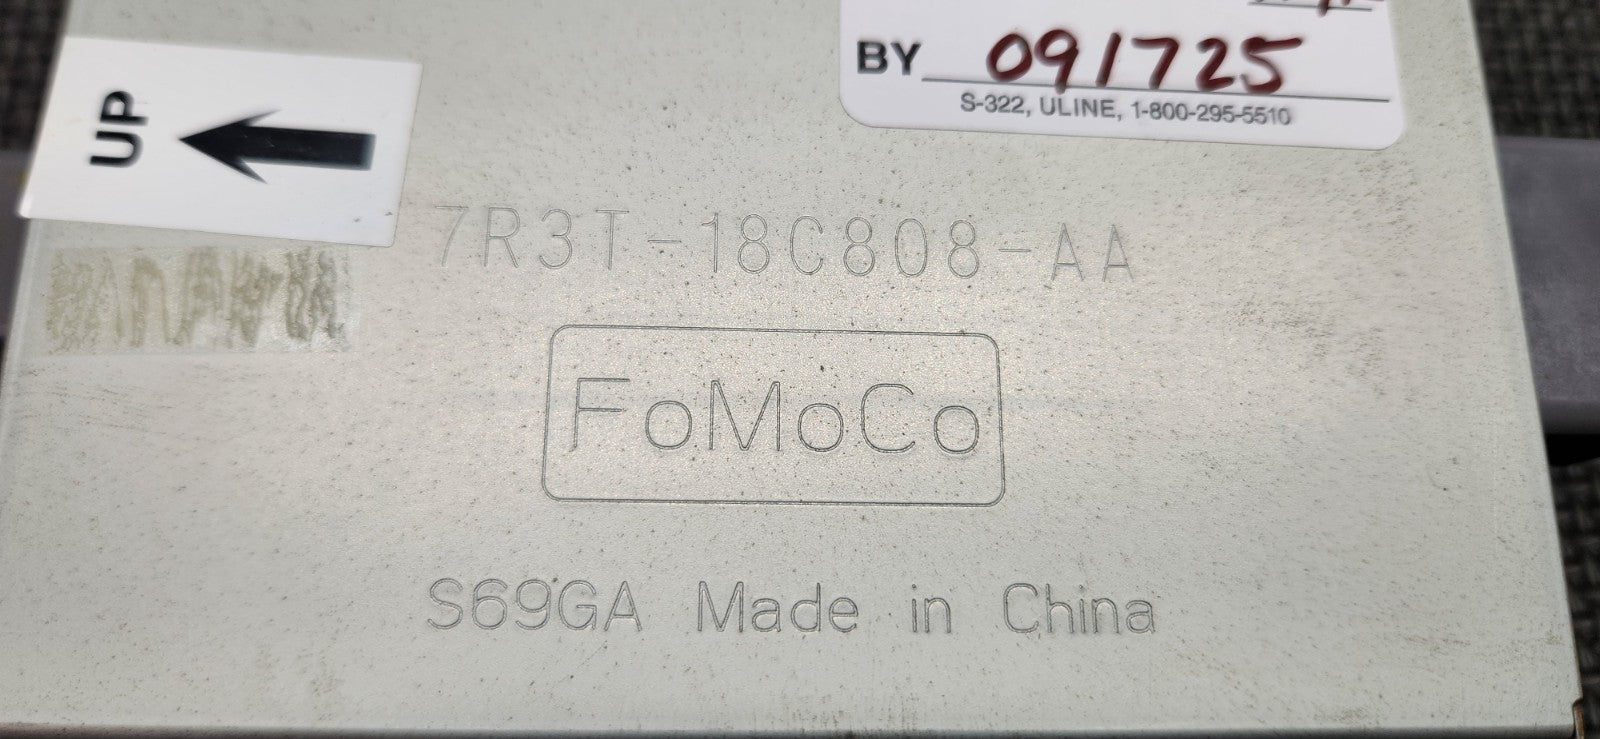 BY 091725
S-322, ULINE, 1-800-295-5510
UP
7R3T-18C808-AA
FoMoCo
S69GA Made in China